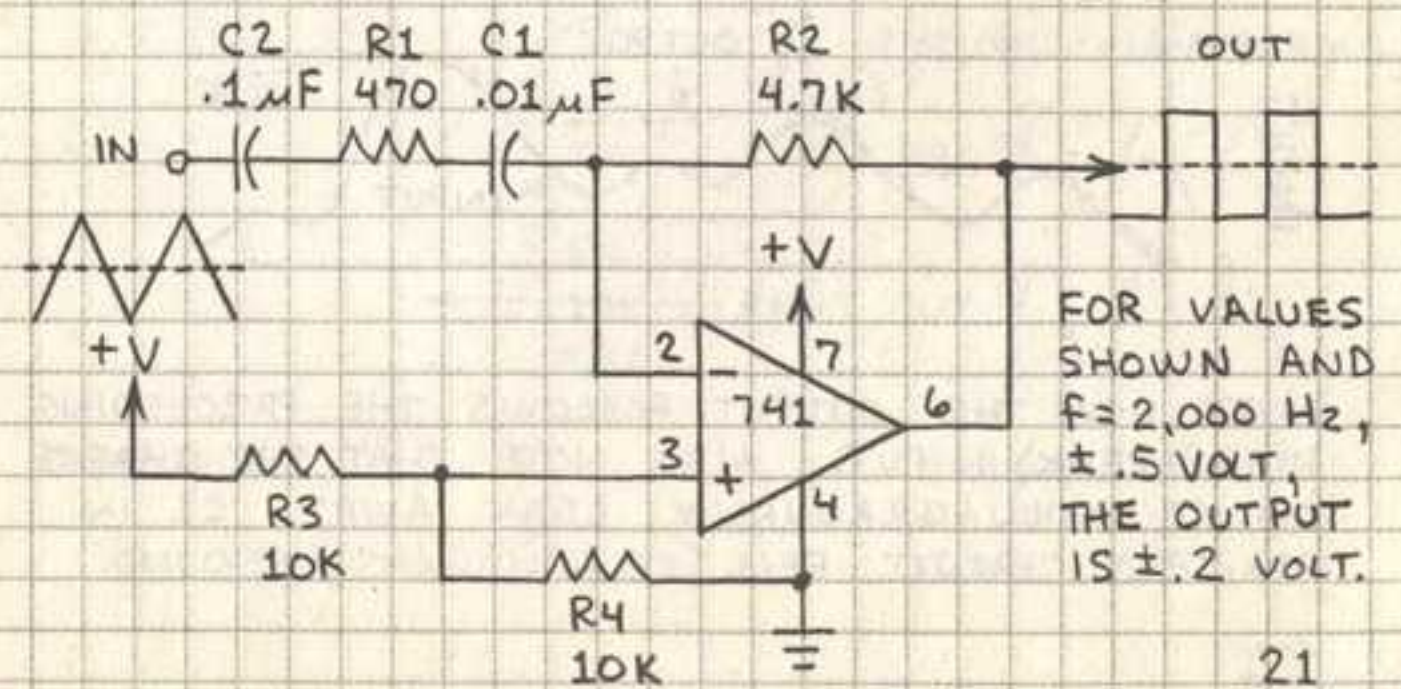 C2 R1 C1 R2 OUT
.1μF 470 .01μF 4.7K
IN
+V
+V
2 7
- 741 6
3
+ 4
R3
10K
R4
10K
FOR VALUES
SHOWN AND
f=2,000 Hz,
±.5 VOLT,
THE OUTPUT
IS ±.2 VOLT.
21